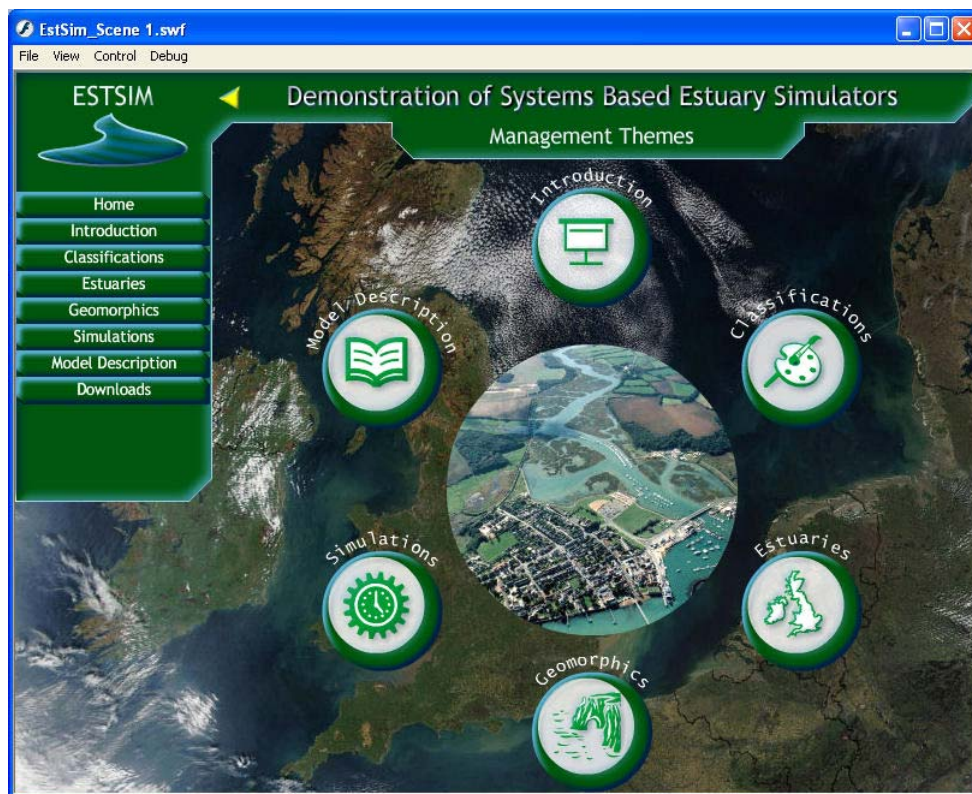 EstSim_Scene 1.swf
File View Control Debug
ESTSIM
Demonstration of Systems Based Estuary Simulators
Management Themes
Home
Introduction
Classifications
Estuaries
Geomorphics
Simulations
Model Description
Downloads
Introduction
Model Description
Classifications
Simulations
Estuaries
Geomorphics